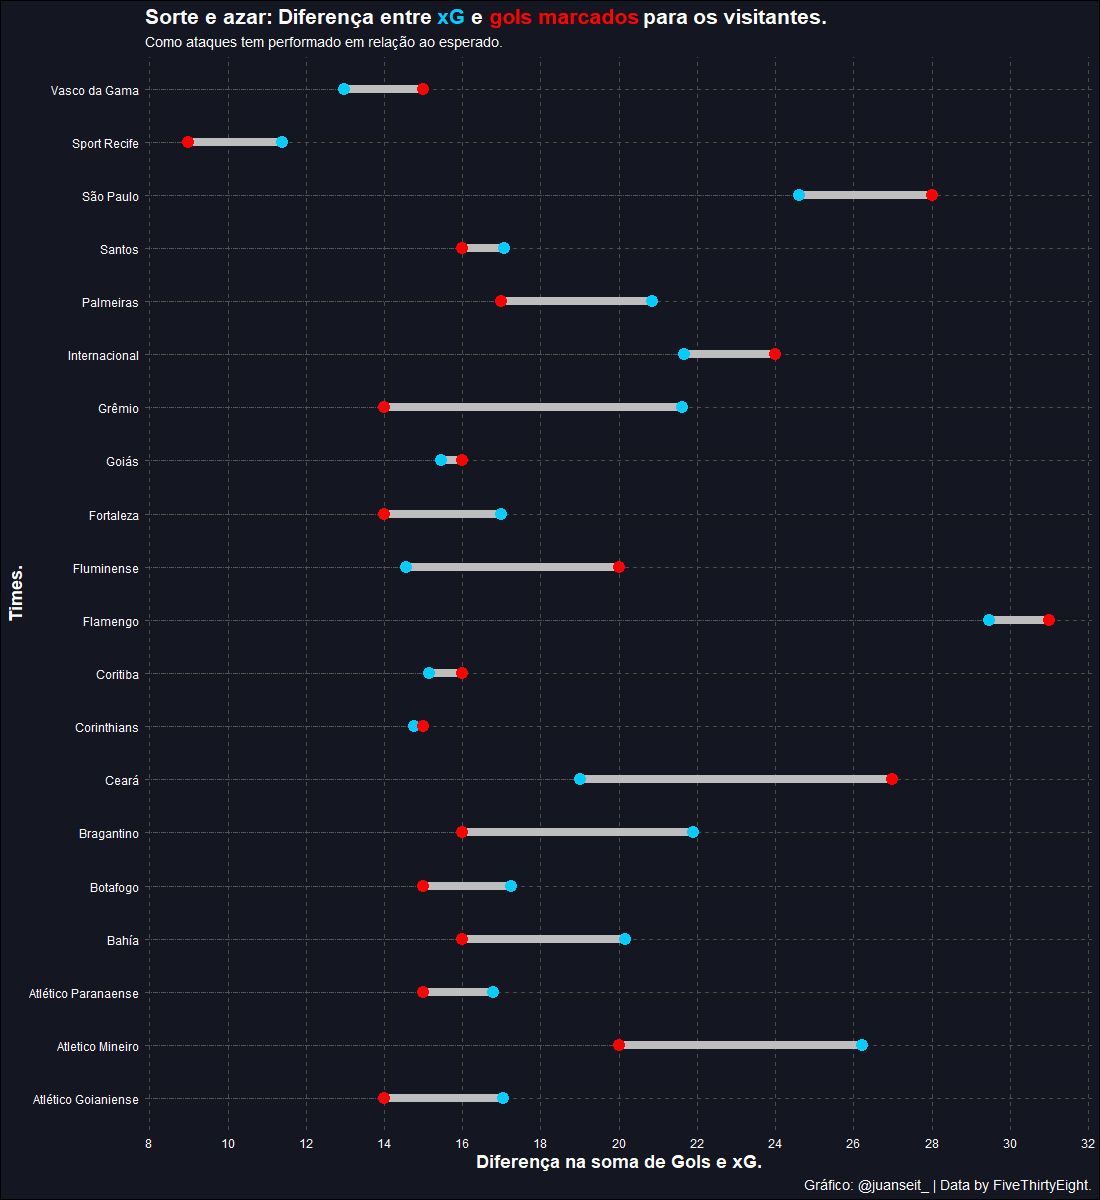 Sorte e azar: Diferença entre xG e gols marcados para os visitantes.
Como ataques tem performado em relação ao esperado.
Times.
Vasco da Gama
Sport Recife
São Paulo
Santos
Palmeiras
Internacional
Grêmio
Goiás
Fortaleza
Fluminense
Flamengo
Coritiba
Corinthians
Ceará
Bragantino
Botafogo
Bahía
Atlético Paranaense
Atletico Mineiro
Atlético Goianiense
8 10 12 14 16 18 20 22 24 26 28 30 32
Diferença na soma de Gols e xG.
Gráfico: @juanseit_ | Data by FiveThirtyEight.